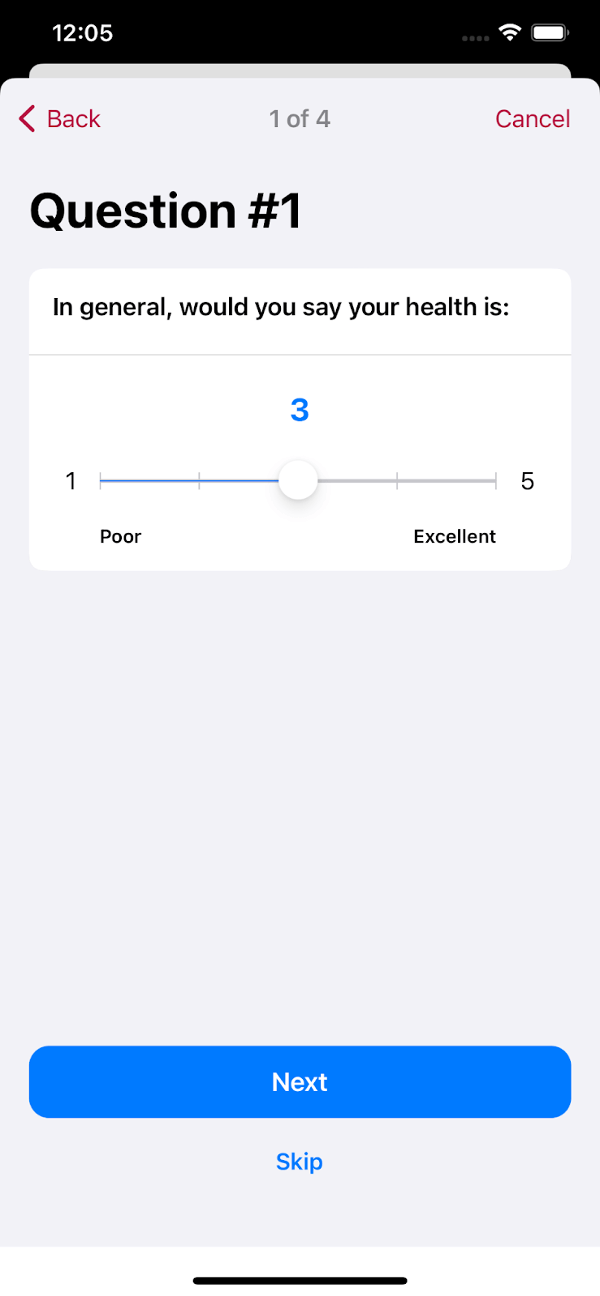 12:05
Back 1 of 4 Cancel
Question #1
In general, would you say your health is:
3
1 5
Poor Excellent
Next
Skip